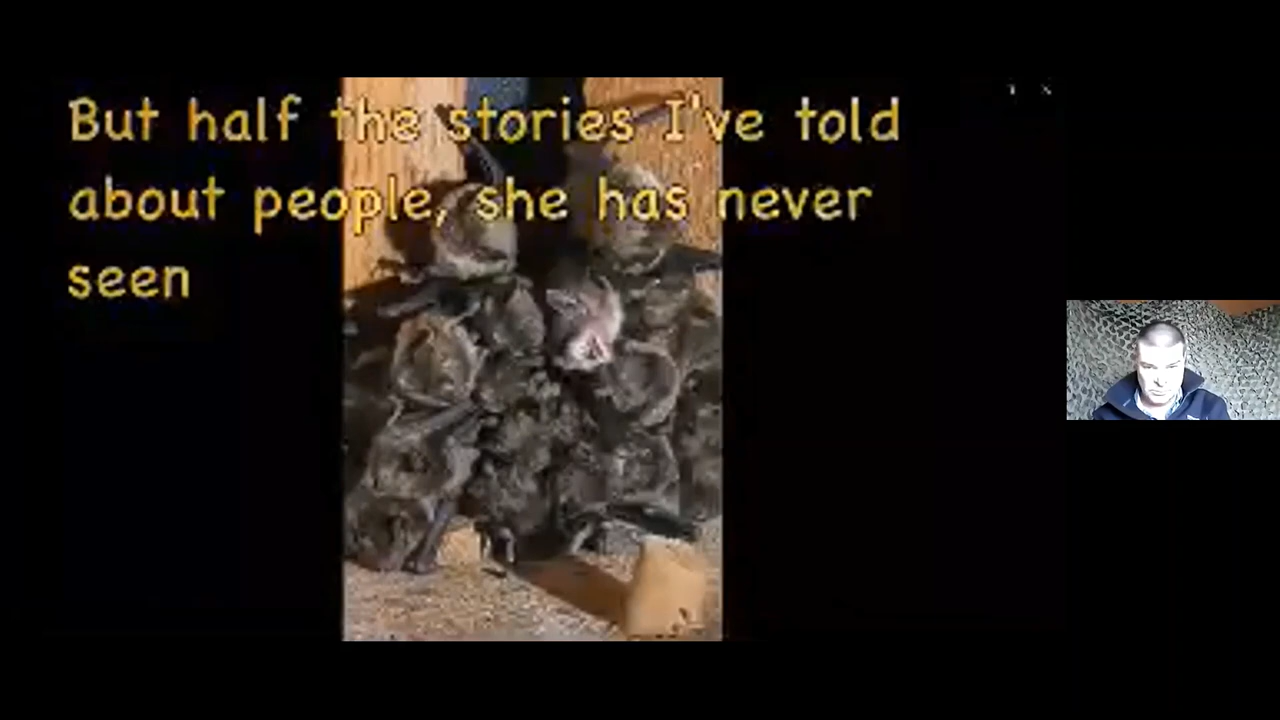 But half the stories I've told
about people, she has never
seen